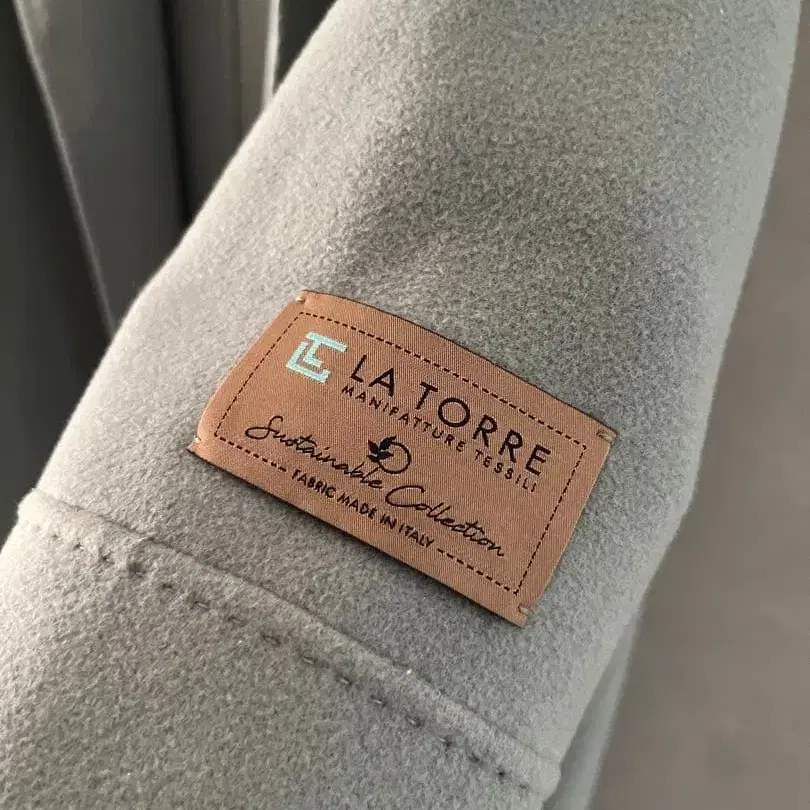 LA TORRE
MANIFATTURE TESSILI
Sustainable Collection
FABRIC MADE IN ITALY